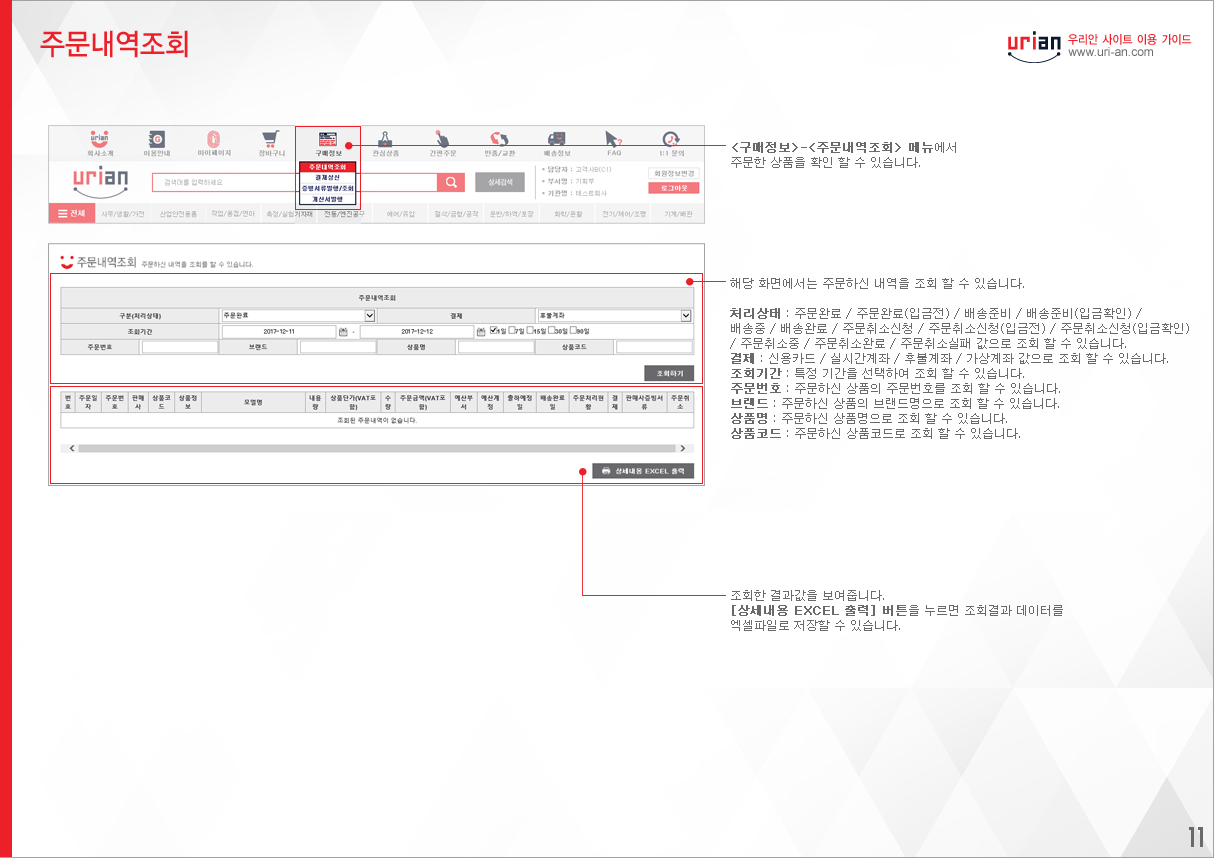 주문내역조회
urian 우리안 사이트 이용 가이드
www.uri-an.com
urian
회사소개 이용안내 마이페이지 장바구니 구매정보 관심상품 간편주문 반품/교환 배송정보 FAQ 1:1 문의
주문내역조회
결제상신
증빙서류발행/조회
계산서발행
urian
검색어를 입력하세요
상세검색
담당자 : 고객사B(C1)
부서명 : 기획부
기관명 : 테스트회사
회원정보변경
로그아웃
전체 사무/생활/가전 산업안전용품 작업/용접/연마 측정/실험기자재 전동/엔진공구 에어/유압 절삭/금형/공작 운반/하역/포장 화학/윤활 전기/제어/조명 기계/배관
<구매정보>-<주문내역조회> 메뉴에서
주문한 상품을 확인 할 수 있습니다.
주문내역조회 주문하신 내역을 조회를 할 수 있습니다.
주문내역조회
구분(처리상태) 주문완료 결제 후불계좌
조회기간 2017-12-11 - 2017-12-12 1일 7일 15일 30일 90일
주문번호 브랜드 상품명 상품코드
조회하기
번호 주문일자 주문번호 판매사 상품코드 상품정보 모델명 내용량 상품단가(VAT포함) 수량 주문금액(VAT포함) 예산부서 예산계정 출하예정일 배송완료일 주문처리현황 결제 판매사증빙서류 주문취소
조회된 주문내역이 없습니다.
상세내용 EXCEL 출력
해당 화면에서는 주문하신 내역을 조회 할 수 있습니다.
처리상태 : 주문완료 / 주문완료(입금전) / 배송준비 / 배송준비(입금확인) /
배송중 / 배송완료 / 주문취소신청 / 주문취소신청(입금전) / 주문취소신청(입금확인)
/ 주문취소중 / 주문취소완료 / 주문취소실패 값으로 조회 할 수 있습니다.
결제 : 신용카드 / 실시간계좌 / 후불계좌 / 가상계좌 값으로 조회 할 수 있습니다.
조회기간 : 특정 기간을 선택하여 조회 할 수 있습니다.
주문번호 : 주문하신 상품의 주문번호를 조회 할 수 있습니다.
브랜드 : 주문하신 상품의 브랜드명으로 조회 할 수 있습니다.
상품명 : 주문하신 상품명으로 조회 할 수 있습니다.
상품코드 : 주문하신 상품코드로 조회 할 수 있습니다.
조회한 결과값을 보여줍니다.
[상세내용 EXCEL 출력] 버튼을 누르면 조회결과 데이터를
엑셀파일로 저장할 수 있습니다.
11